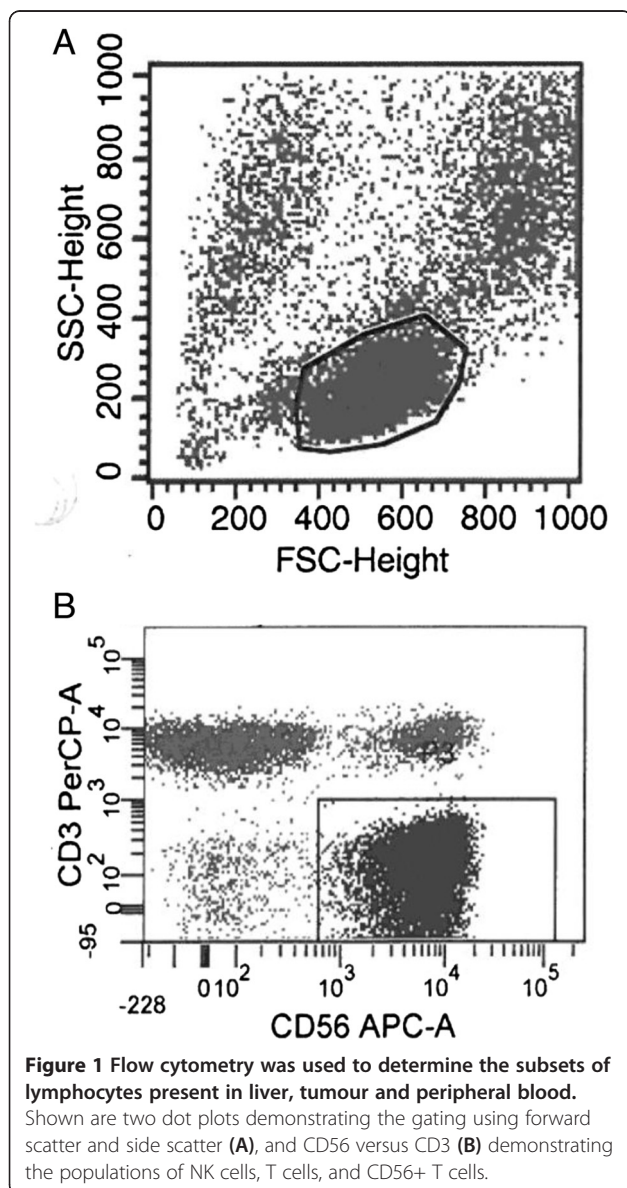 A
SSC-Height
1000
800
600
400
200
0
0 200 400 600 800 1000
FSC-Height
B
CD3 PerCP-A
10^5
10^4
10^3
10^2
0
-95
P3
-228
0 10^2 10^3 10^4 10^5
CD56 APC-A
Figure 1 Flow cytometry was used to determine the subsets of
lymphocytes present in liver, tumour and peripheral blood.
Shown are two dot plots demonstrating the gating using forward
scatter and side scatter (A), and CD56 versus CD3 (B) demonstrating
the populations of NK cells, T cells, and CD56+ T cells.